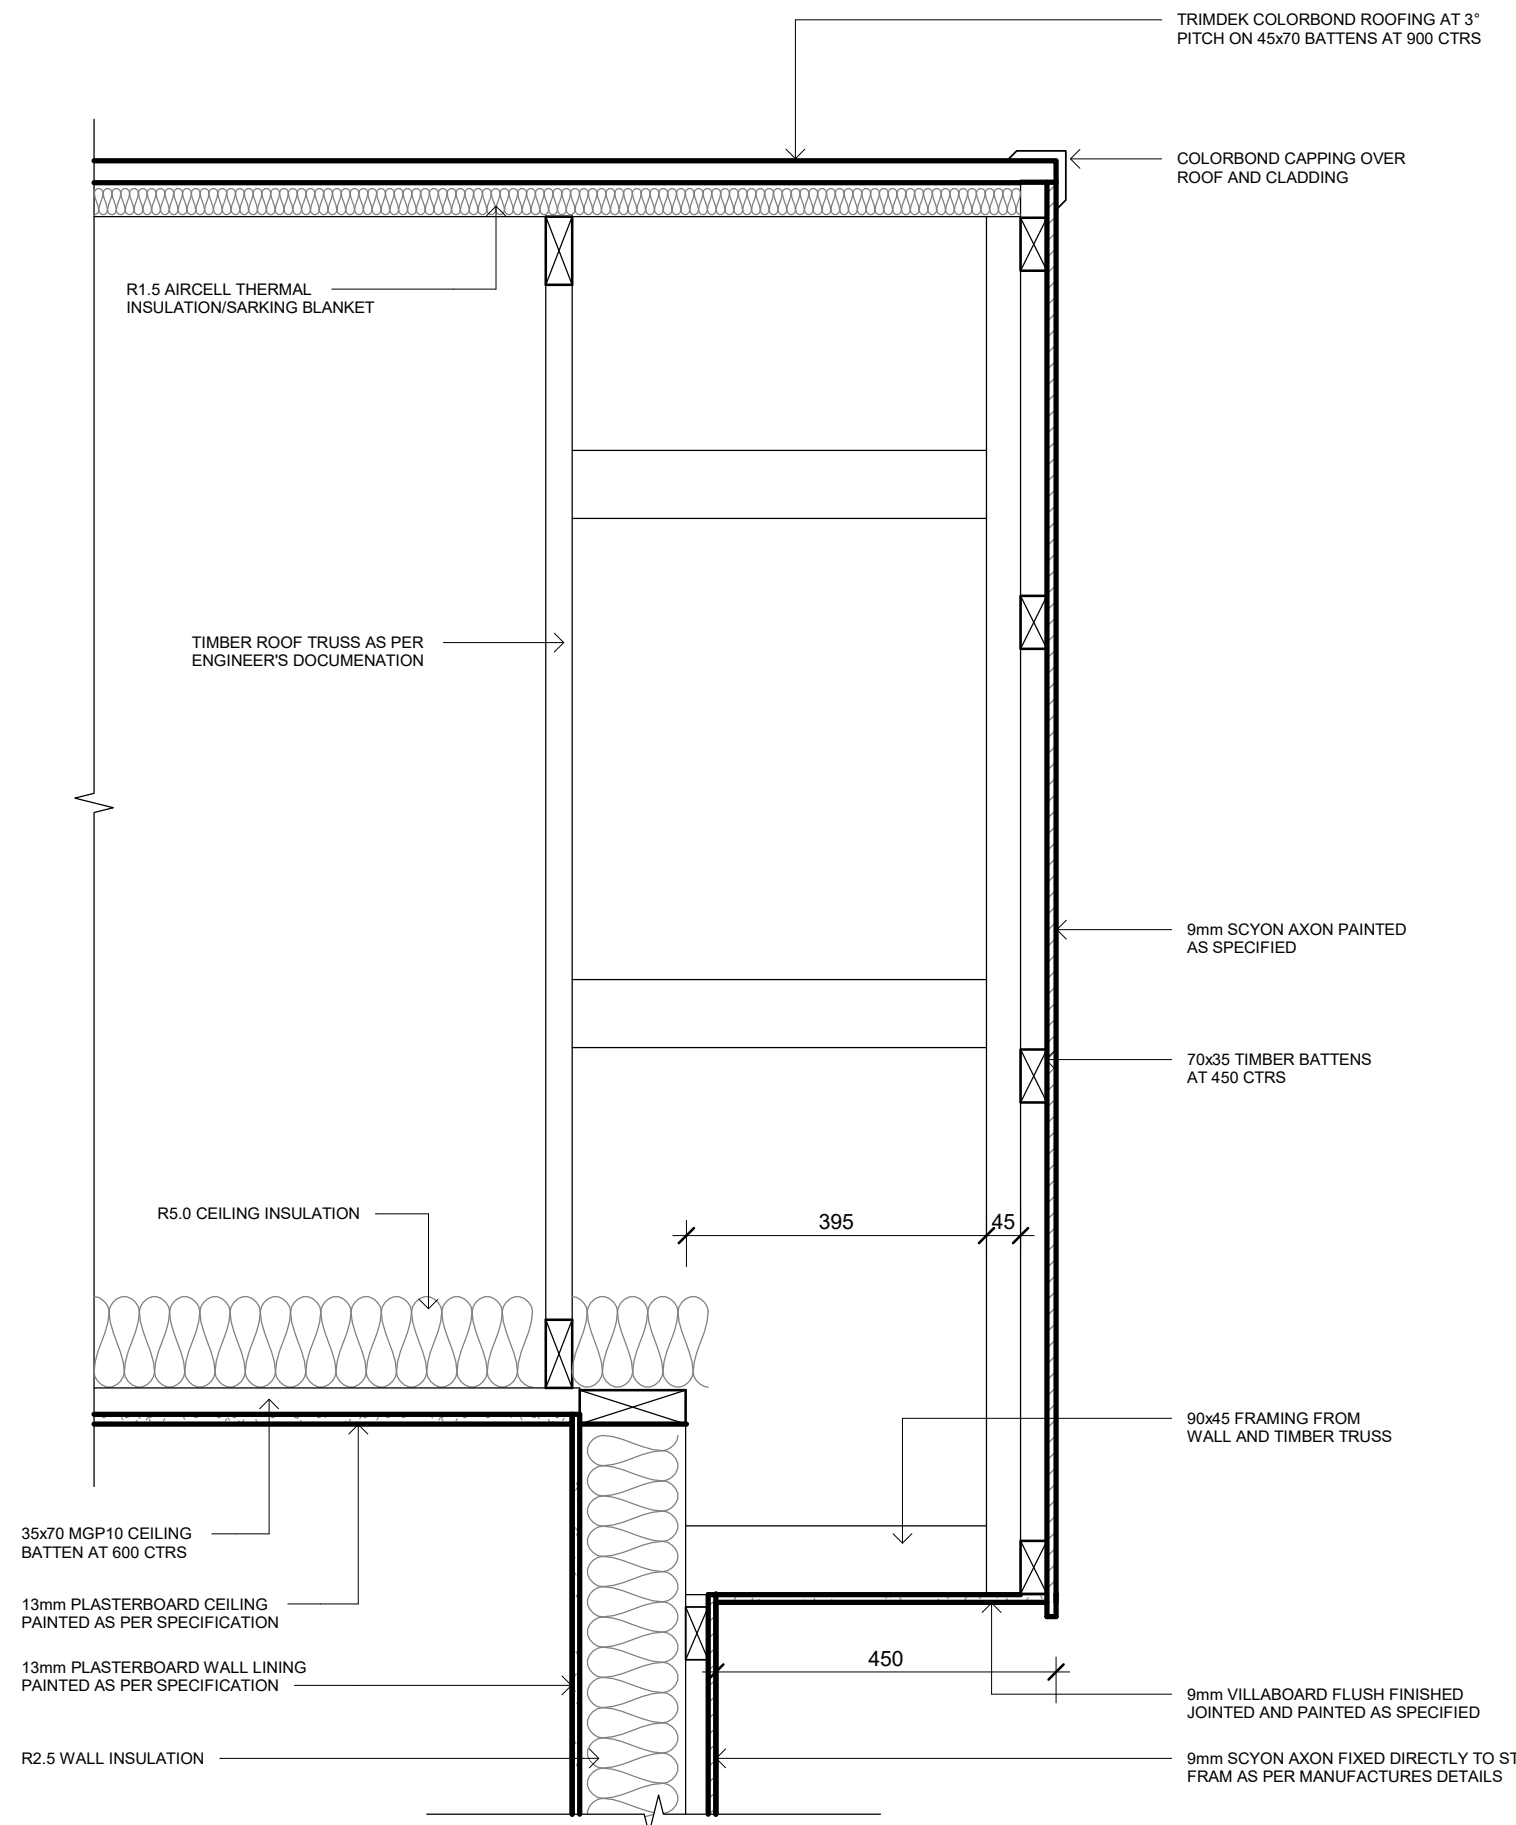 TRIMDEK COLORBOND ROOFING AT 3°
PITCH ON 45x70 BATTENS AT 900 CTRS
COLORBOND CAPPING OVER
ROOF AND CLADDING
R1.5 AIRCELL THERMAL
INSULATION/SARKING BLANKET
TIMBER ROOF TRUSS AS PER
ENGINEER'S DOCUMENATION
9mm SCYON AXON PAINTED
AS SPECIFIED
70x35 TIMBER BATTENS
AT 450 CTRS
R5.0 CEILING INSULATION
395
45
90x45 FRAMING FROM
WALL AND TIMBER TRUSS
35x70 MGP10 CEILING
BATTEN AT 600 CTRS
13mm PLASTERBOARD CEILING
PAINTED AS PER SPECIFICATION
13mm PLASTERBOARD WALL LINING
PAINTED AS PER SPECIFICATION
450
9mm VILLABOARD FLUSH FINISHED
JOINTED AND PAINTED AS SPECIFIED
R2.5 WALL INSULATION
9mm SCYON AXON FIXED DIRECTLY TO
FRAM AS PER MANUFACTURES DETAILS